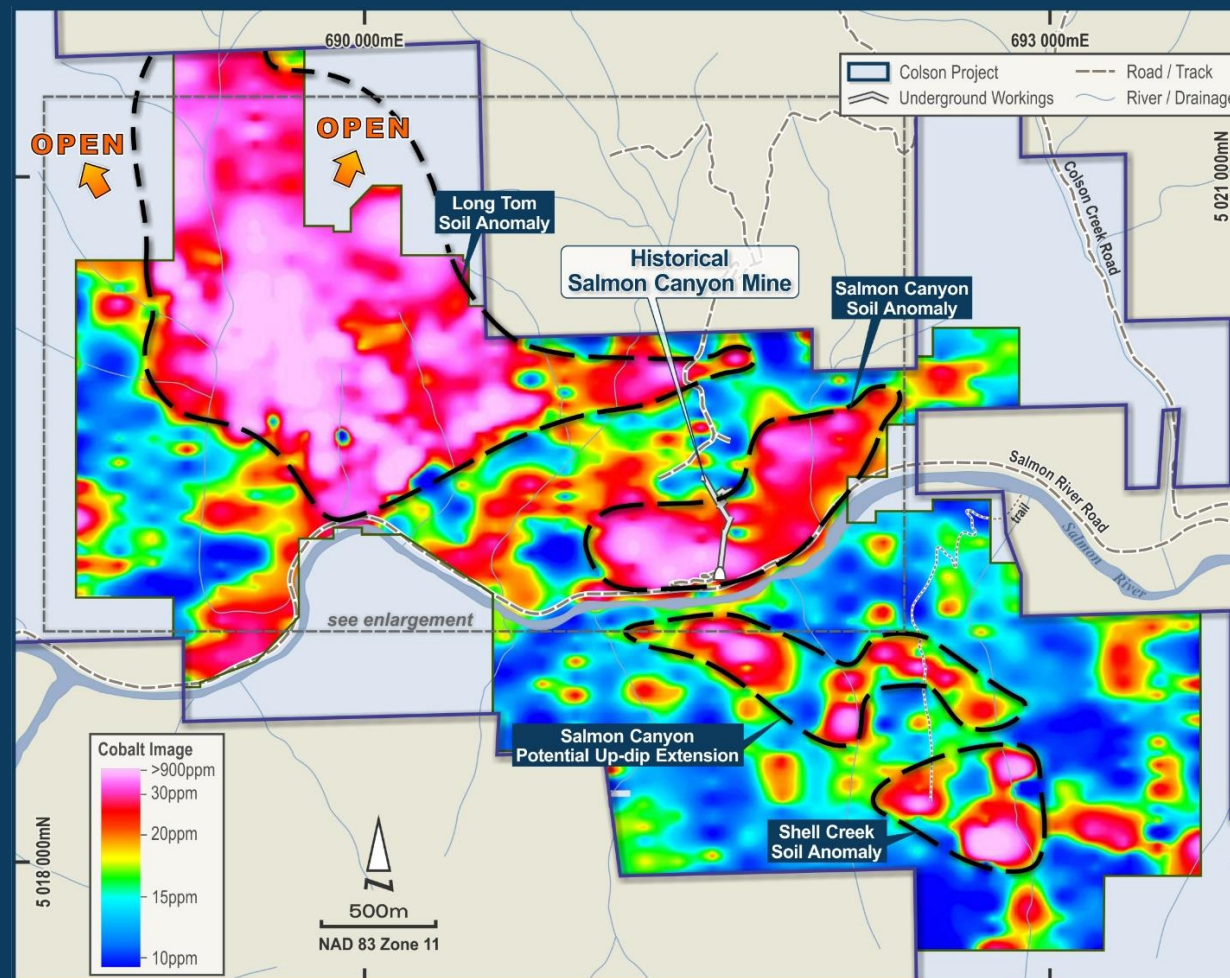 690 000mE
693 000mE
Colson Project
Road / Track
Underground Workings
River / Drainage
5 021 000mN
OPEN
OPEN
Colson Creek Road
Long Tom
Soil Anomaly
Historical
Salmon Canyon Mine
Salmon Canyon
Soil Anomaly
Salmon River Road
trail
Salmon River
see enlargement
Salmon Canyon
Potential Up-dip Extension
Cobalt Image
>900ppm
30ppm
20ppm
15ppm
10ppm
Shell Creek
Soil Anomaly
5 018 000mN
N
500m
NAD 83 Zone 11